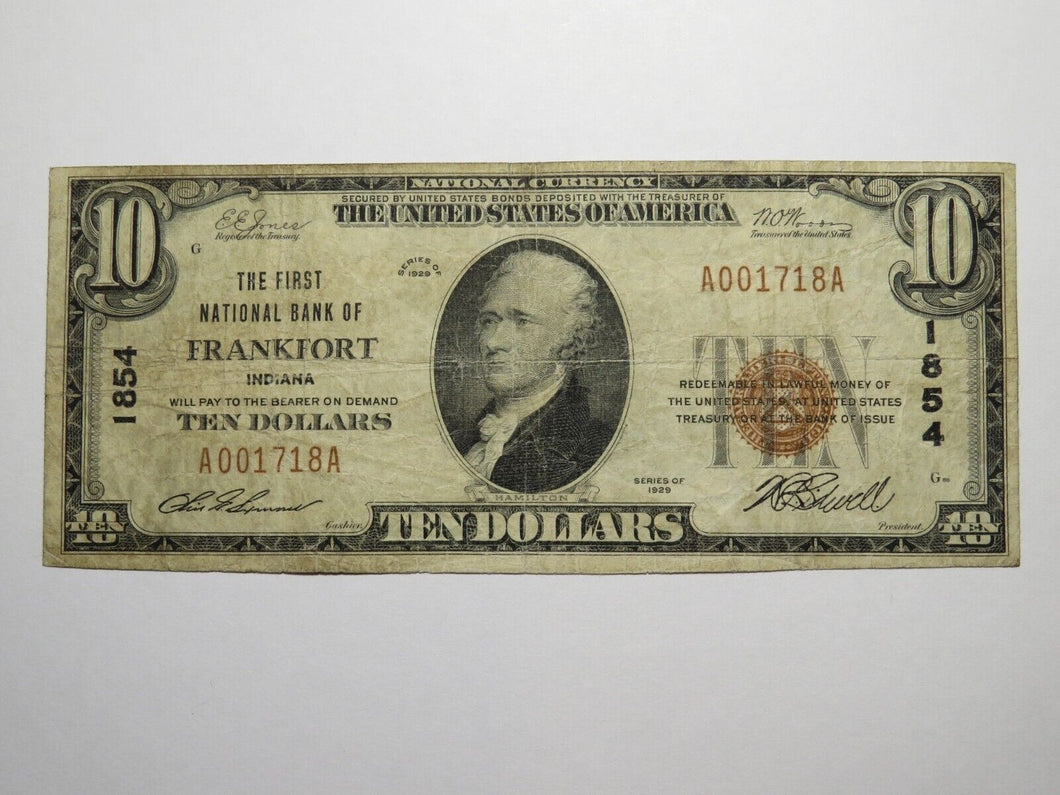 NATIONAL CURRENCY
SECURED BY UNITED STATES BONDS DEPOSITED WITH THE TREASURER OF
THE UNITED STATES OF AMERICA
10
10
E.E. Jones
Register of the Treasury.
W.O. Woods
Treasurer of the United States.
G
SERIES OF
1929
THE FIRST
NATIONAL BANK OF
FRANKFORT
INDIANA
WILL PAY TO THE BEARER ON DEMAND
TEN DOLLARS
A001718A
1854
A001718A
1854
TEN
REDEEMABLE IN LAWFUL MONEY OF
THE UNITED STATES, AT UNITED STATES
TREASURY OR AT THE BANK OF ISSUE
SERIES OF
1929
G
HAMILTON
Cashier.
President.
10
TEN
TEN DOLLARS
10
TEN